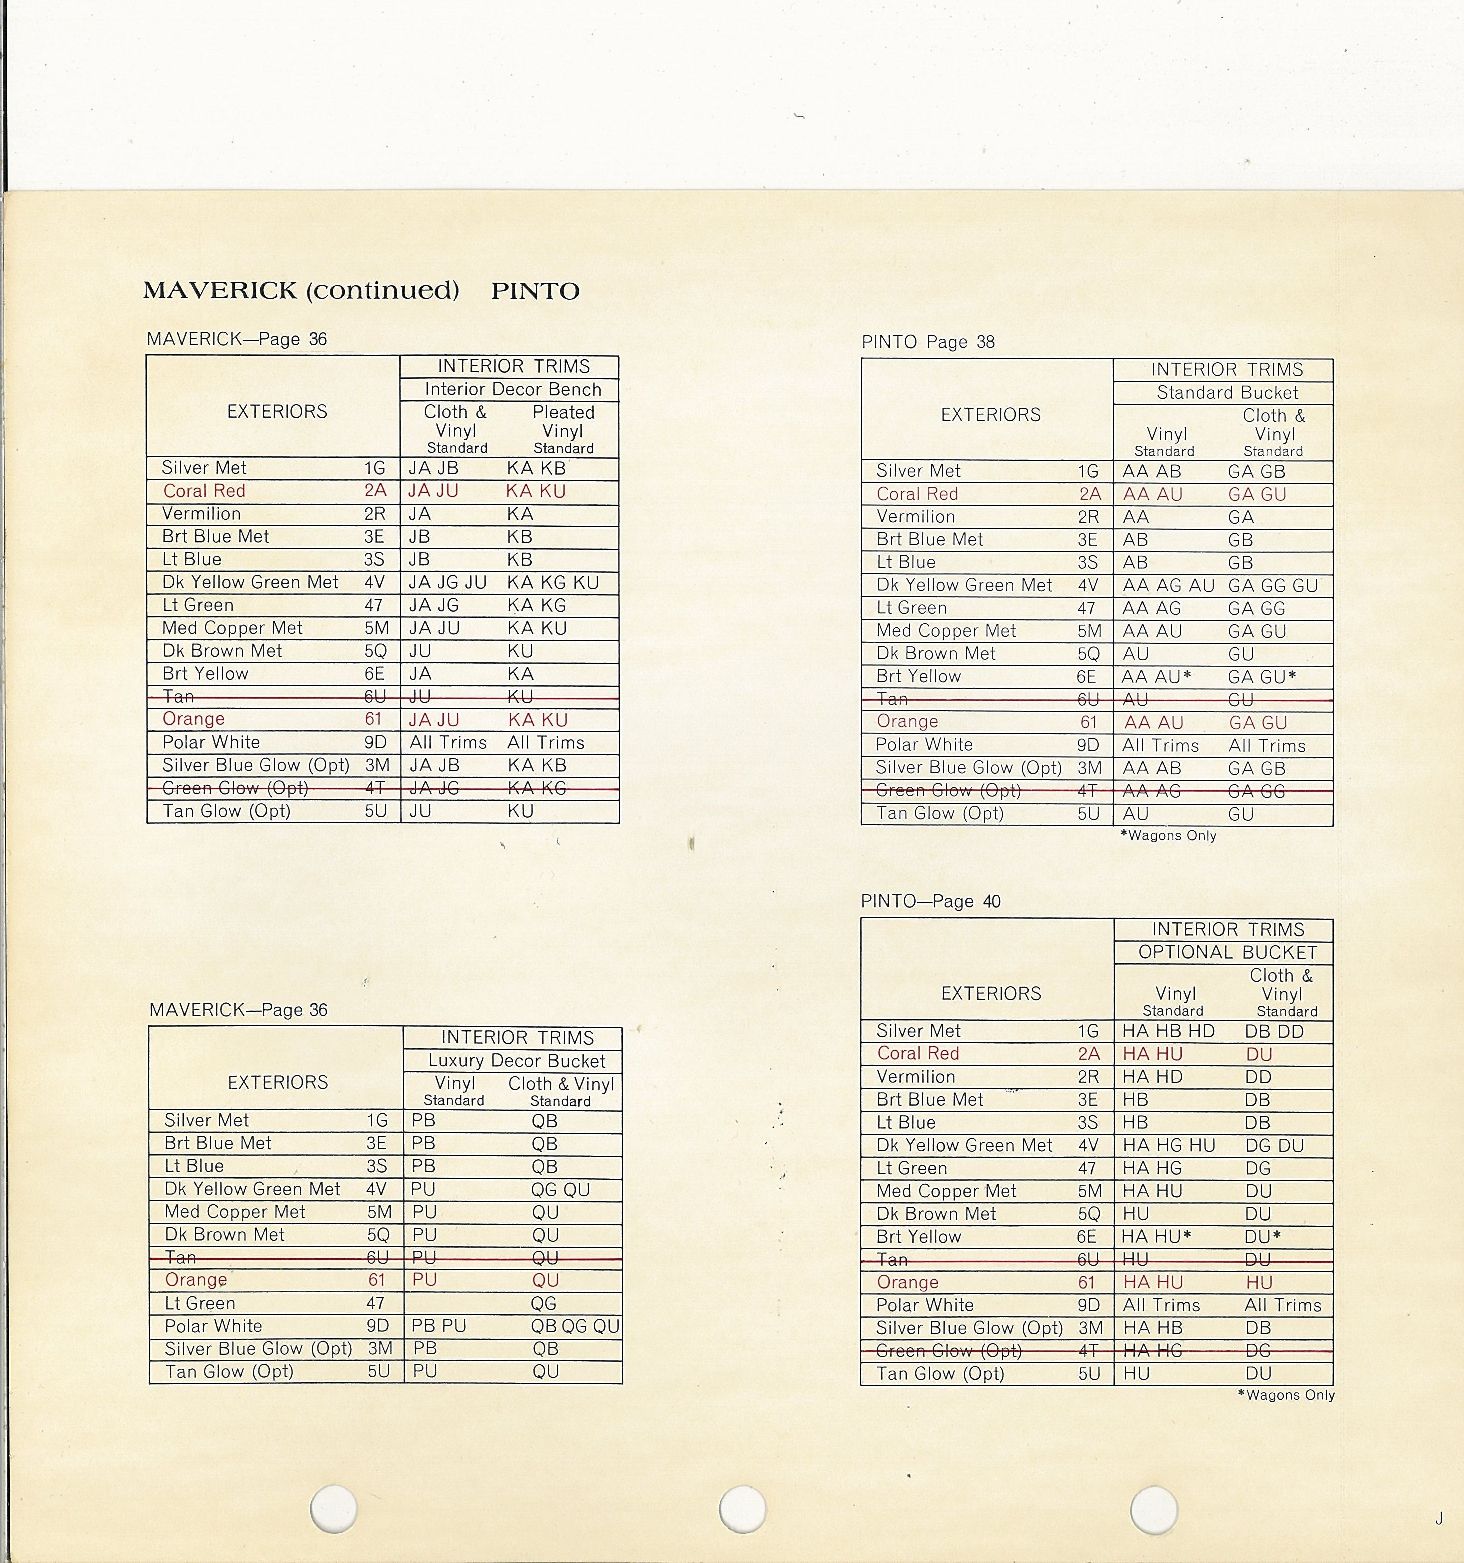 MAVERICK (continued) PINTO
MAVERICK—Page 36
INTERIOR TRIMS
Interior Decor Bench
EXTERIORS
Cloth & Vinyl Standard
Pleated Vinyl Standard
Silver Met 1G JA JB KA KB
Coral Red 2A JA JU KA KU
Vermilion 2R JA KA
Brt Blue Met 3E JB KB
Lt Blue 3S JB KB
Dk Yellow Green Met 4V JA JG JU KA KG KU
Lt Green 47 JA JG KA KG
Med Copper Met 5M JA JU KA KU
Dk Brown Met 5Q JU KU
Brt Yellow 6E JA KA
Tan 6U JU KU
Orange 61 JA JU KA KU
Polar White 9D All Trims All Trims
Silver Blue Glow (Opt) 3M JA JB KA KB
Green Glow (Opt) 4T JA JG KA KG
Tan Glow (Opt) 5U JU KU
MAVERICK—Page 36
INTERIOR TRIMS
Luxury Decor Bucket
EXTERIORS
Vinyl Standard
Cloth & Vinyl Standard
Silver Met 1G PB QB
Brt Blue Met 3E PB QB
Lt Blue 3S PB QB
Dk Yellow Green Met 4V PU QG QU
Med Copper Met 5M PU QU
Dk Brown Met 5Q PU QU
Tan 6U PU QU
Orange 61 PU QU
Lt Green 47 QG
Polar White 9D PB PU QB QG QU
Silver Blue Glow (Opt) 3M PB QB
Tan Glow (Opt) 5U PU QU
PINTO Page 38
INTERIOR TRIMS
Standard Bucket
EXTERIORS
Vinyl Standard
Cloth & Vinyl Standard
Silver Met 1G AA AB GA GB
Coral Red 2A AA AU GA GU
Vermilion 2R AA GA
Brt Blue Met 3E AB GB
Lt Blue 3S AB GB
Dk Yellow Green Met 4V AA AG AU GA GG GU
Lt Green 47 AA AG GA GG
Med Copper Met 5M AA AU GA GU
Dk Brown Met 5Q AU GU
Brt Yellow 6E AA AU* GA GU*
Tan 6U AU GU
Orange 61 AA AU GA GU
Polar White 9D All Trims All Trims
Silver Blue Glow (Opt) 3M AA AB GA GB
Green Glow (Opt) 4T AA AG GA GG
Tan Glow (Opt) 5U AU GU
*Wagons Only
PINTO—Page 40
INTERIOR TRIMS
OPTIONAL BUCKET
EXTERIORS
Vinyl Standard
Cloth & Vinyl Standard
Silver Met 1G HA HB HD DB DD
Coral Red 2A HA HU DU
Vermilion 2R HA HD DD
Brt Blue Met 3E HB DB
Lt Blue 3S HB DB
Dk Yellow Green Met 4V HA HG HU DG DU
Lt Green 47 HA HG DG
Med Copper Met 5M HA HU DU
Dk Brown Met 5Q HU DU
Brt Yellow 6E HA HU* DU*
Tan 6U HU DU
Orange 61 HA HU HU
Polar White 9D All Trims All Trims
Silver Blue Glow (Opt) 3M HA HB DB
Green Glow (Opt) 4T HA HG DG
Tan Glow (Opt) 5U HU DU
*Wagons Only
J